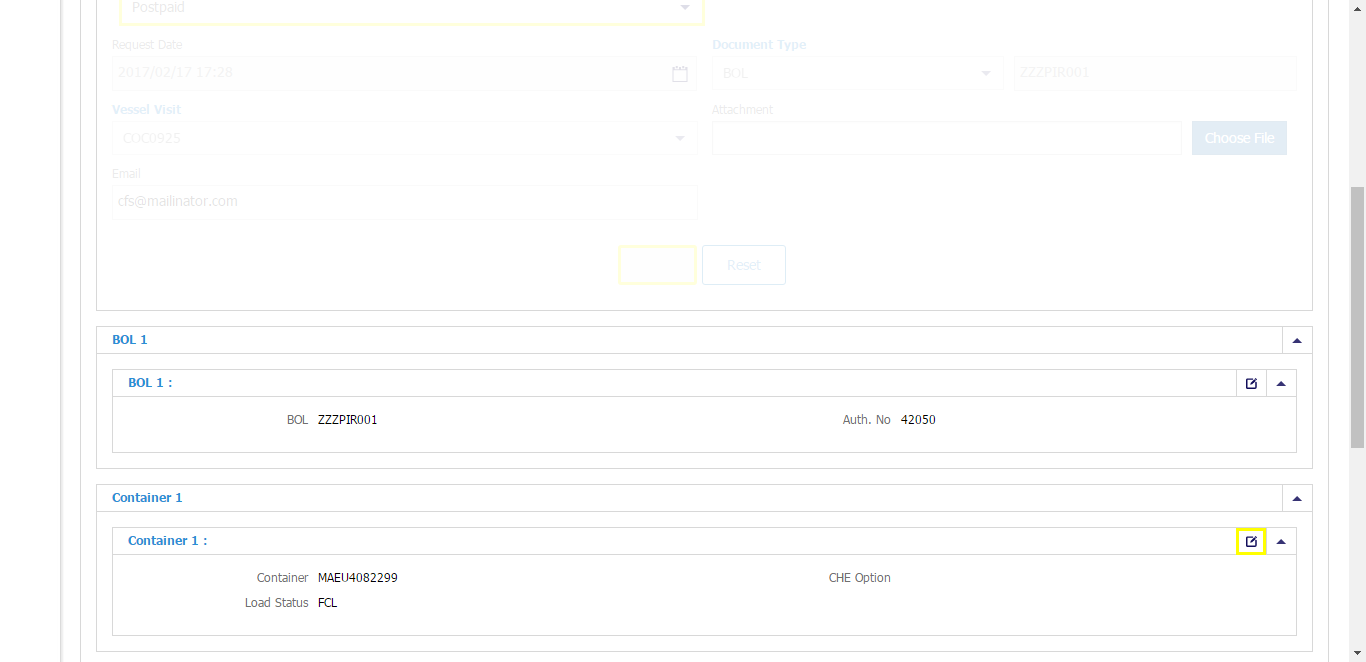 Postpaid
Request Date
Document Type
2017/02/17 17:28
BOL
ZZZPIR001
Vessel Visit
Attachment
COC0925
Choose File
Email
cfs@mailinator.com
Reset
BOL 1
BOL 1 :
BOL ZZZPIR001
Auth. No 42050
Container 1
Container 1 :
Container MAEU4082299
CHE Option
Load Status FCL